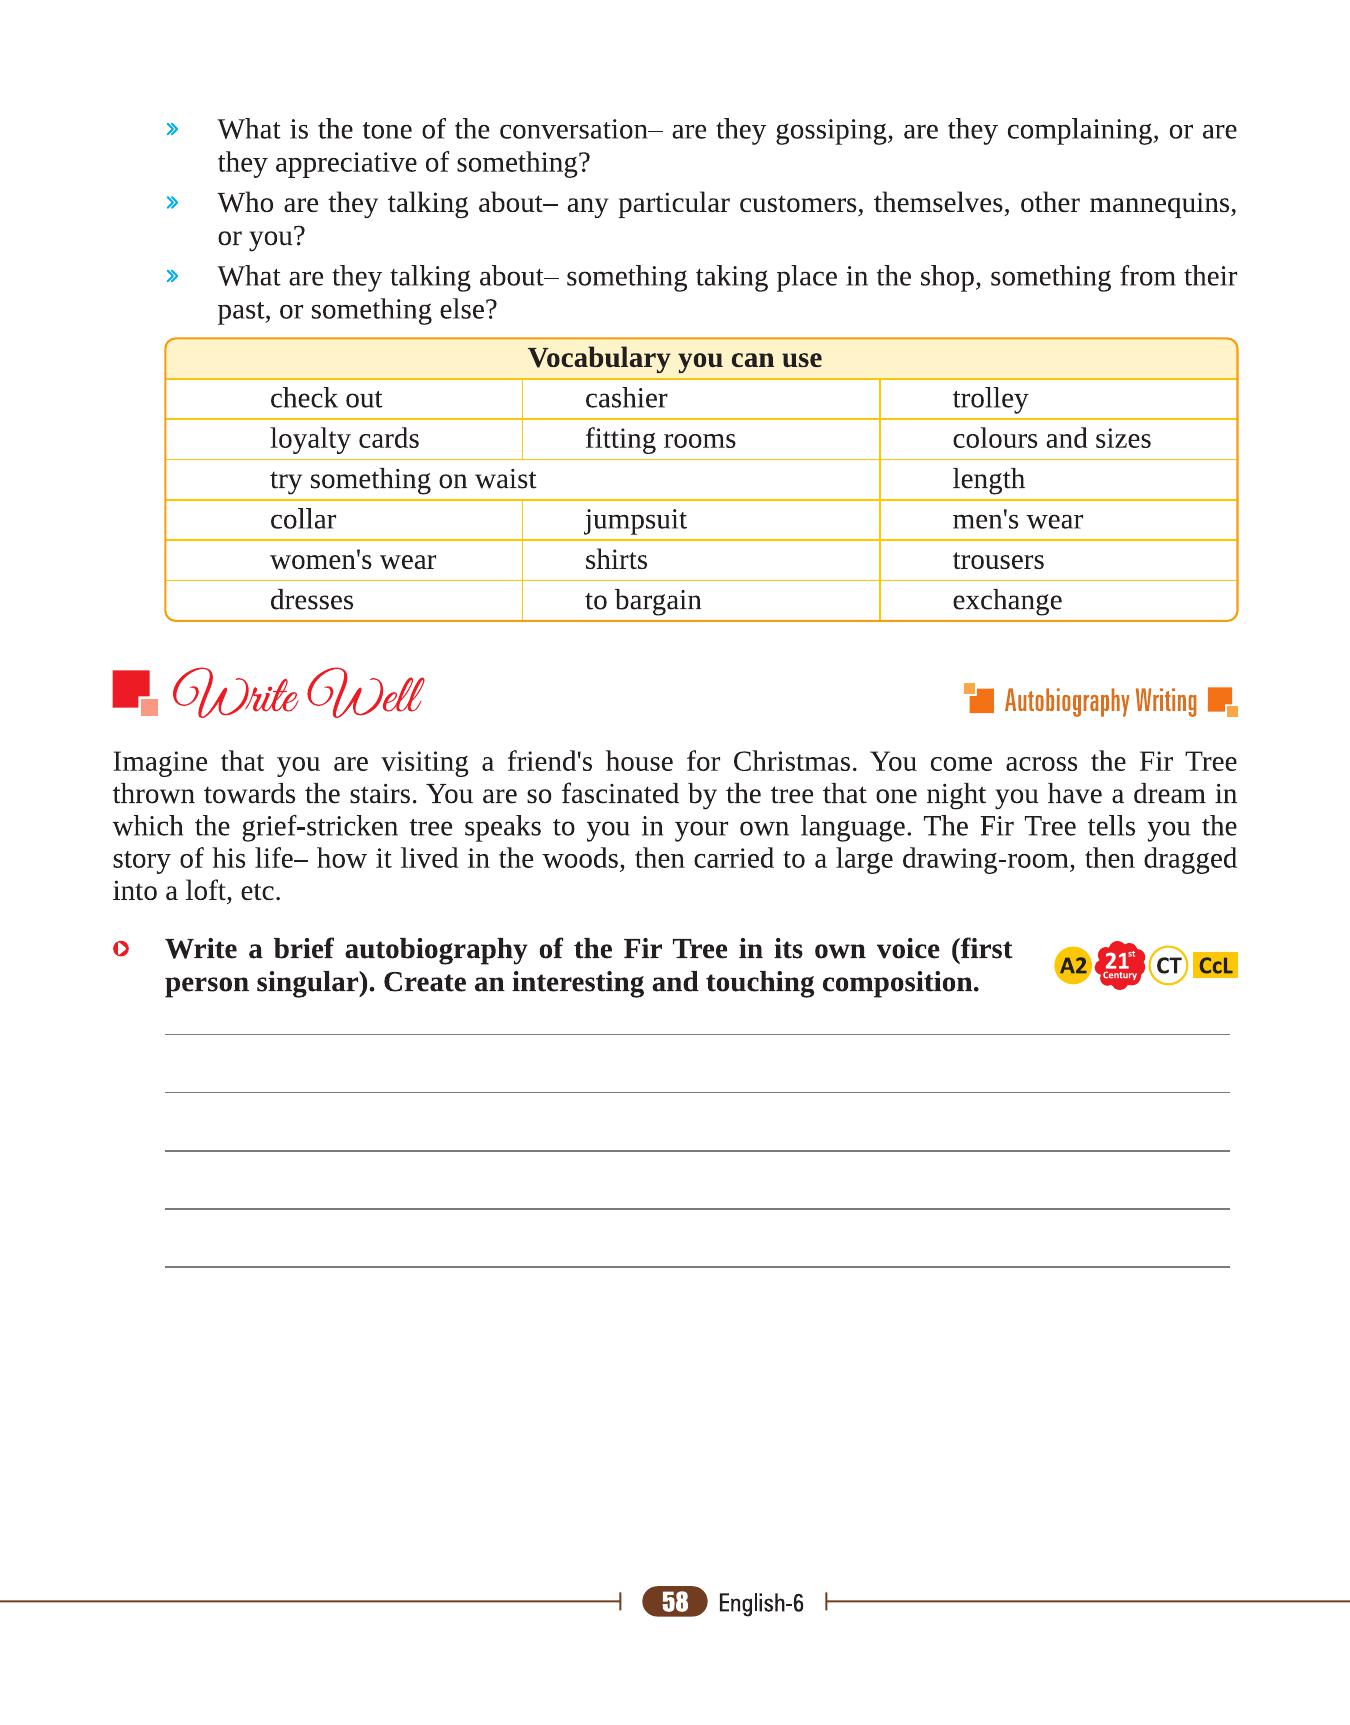 » What is the tone of the conversation– are they gossiping, are they complaining, or are
they appreciative of something?
» Who are they talking about– any particular customers, themselves, other mannequins,
or you?
» What are they talking about– something taking place in the shop, something from their
past, or something else?
Vocabulary you can use
check out cashier trolley
loyalty cards fitting rooms colours and sizes
try something on waist length
collar jumpsuit men's wear
women's wear shirts trousers
dresses to bargain exchange
Write Well
Autobiography Writing
Imagine that you are visiting a friend's house for Christmas. You come across the Fir Tree
thrown towards the stairs. You are so fascinated by the tree that one night you have a dream in
which the grief-stricken tree speaks to you in your own language. The Fir Tree tells you the
story of his life– how it lived in the woods, then carried to a large drawing-room, then dragged
into a loft, etc.
Write a brief autobiography of the Fir Tree in its own voice (first
person singular). Create an interesting and touching composition.
A2 21st Century CT CcL
58 English-6